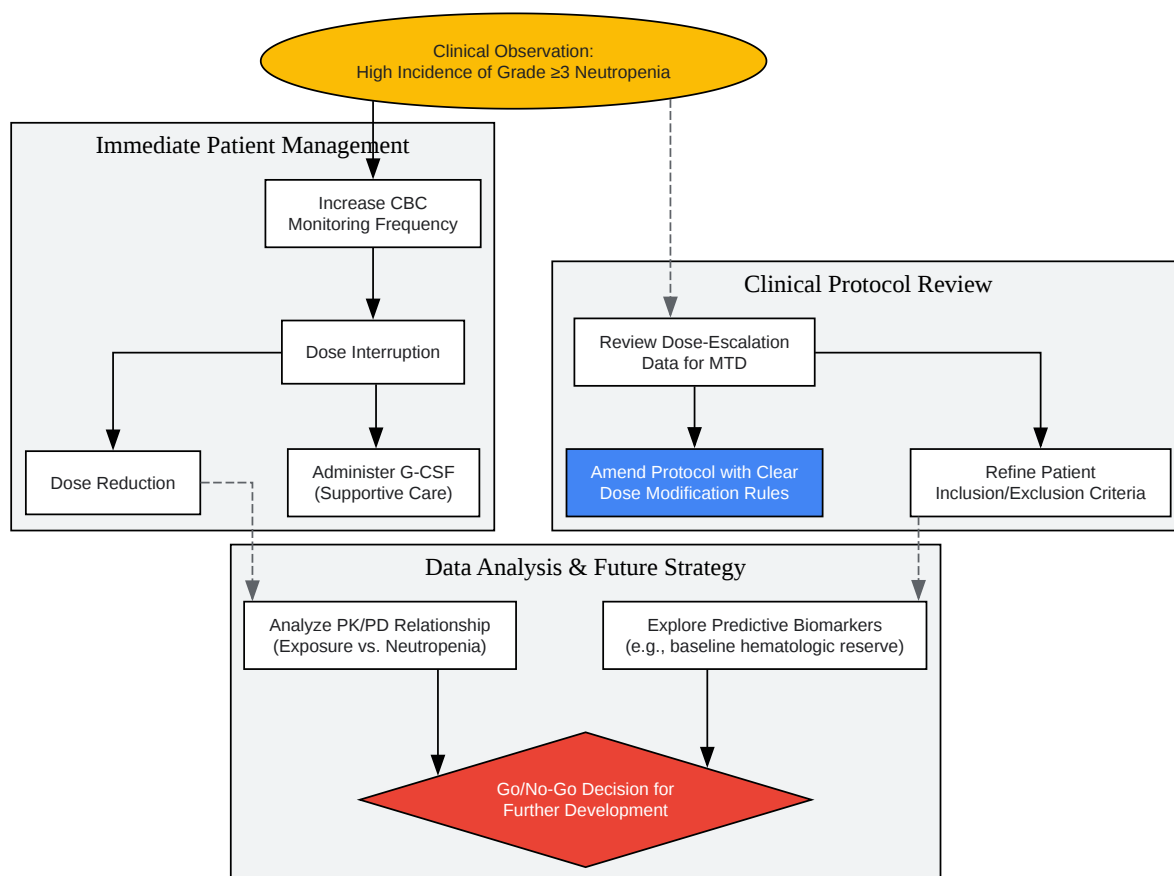 Clinical Observation:
High Incidence of Grade ≥3 Neutropenia
Immediate Patient Management
Increase CBC
Monitoring Frequency
Dose Interruption
Dose Reduction
Administer G-CSF
(Supportive Care)
Clinical Protocol Review
Review Dose-Escalation
Data for MTD
Amend Protocol with Clear
Dose Modification Rules
Refine Patient
Inclusion/Exclusion Criteria
Data Analysis & Future Strategy
Analyze PK/PD Relationship
(Exposure vs. Neutropenia)
Explore Predictive Biomarkers
(e.g., baseline hematologic reserve)
Go/No-Go Decision for
Further Development